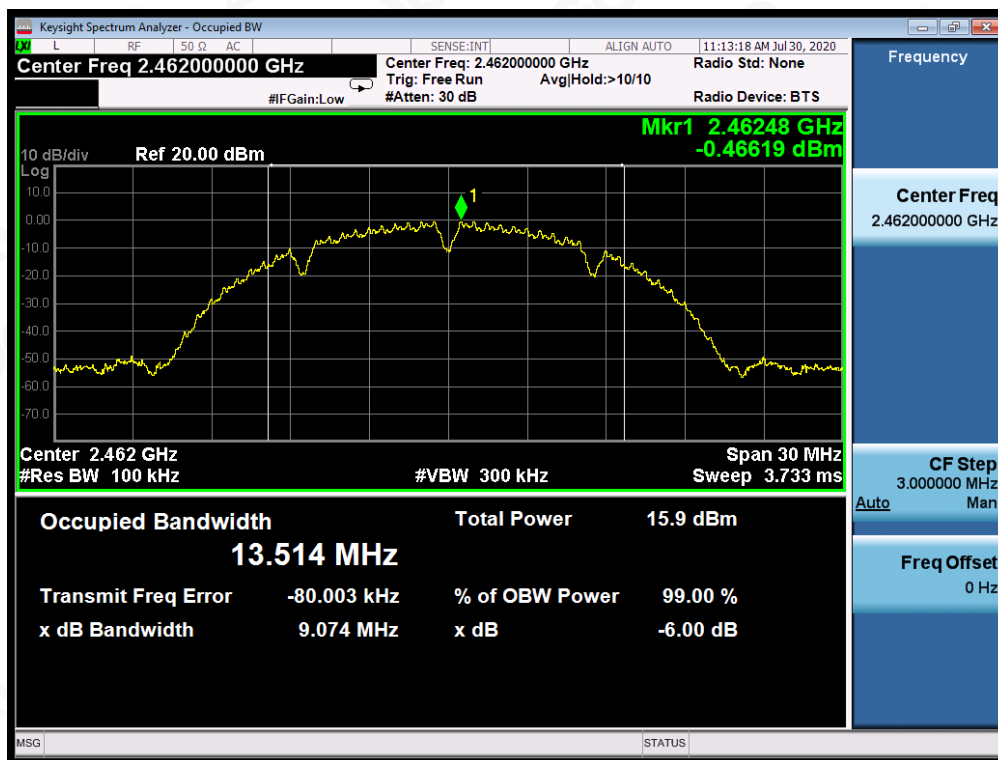 Keysight Spectrum Analyzer - Occupied BW
LXI L RF 50 Ω AC SENSE:INT ALIGN AUTO 11:13:18 AM Jul 30, 2020
Center Freq 2.462000000 GHz
Center Freq: 2.462000000 GHz
Radio Std: None
Trig: Free Run Avg|Hold:>10/10
#IFGain:Low #Atten: 30 dB Radio Device: BTS
Mkr1 2.46248 GHz
-0.46619 dBm
10 dB/div Ref 20.00 dBm
Log
10.0
1
0.00
-10.0
-20.0
-30.0
-40.0
-50.0
-60.0
-70.0
Center 2.462 GHz Span 30 MHz
#Res BW 100 kHz #VBW 300 kHz Sweep 3.733 ms
Occupied Bandwidth Total Power 15.9 dBm
13.514 MHz
Transmit Freq Error -80.003 kHz % of OBW Power 99.00 %
x dB Bandwidth 9.074 MHz x dB -6.00 dB
MSG STATUS
Frequency
Center Freq
2.462000000 GHz
CF Step
3.000000 MHz
Auto Man
Freq Offset
0 Hz